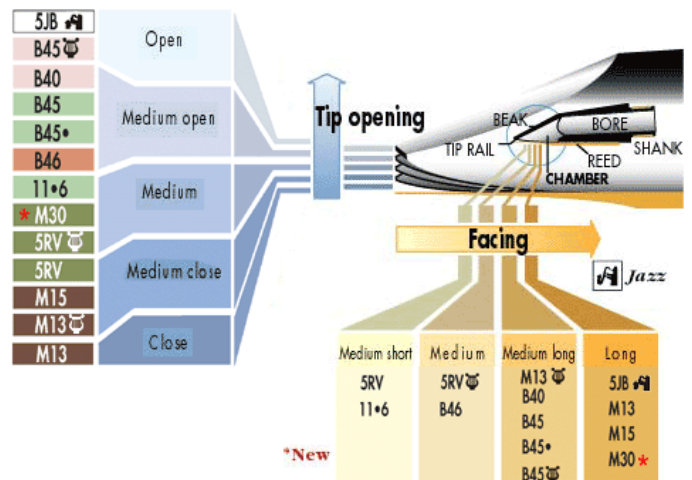 5JB
B45
B40
B45
B45•
B46
11•6
* M30
5RV
5RV
M15
M13
M13
Open
Medium open
Medium
Medium close
Close
Tip opening
BEAK
BORE
TIP RAIL
REED
SHANK
CHAMBER
Facing
Jazz
Medium short
5RV
11•6
Medium
5RV
B46
Medium long
M13
B40
B45
B45•
B45
Long
5JB
M13
M15
M30 *
*New